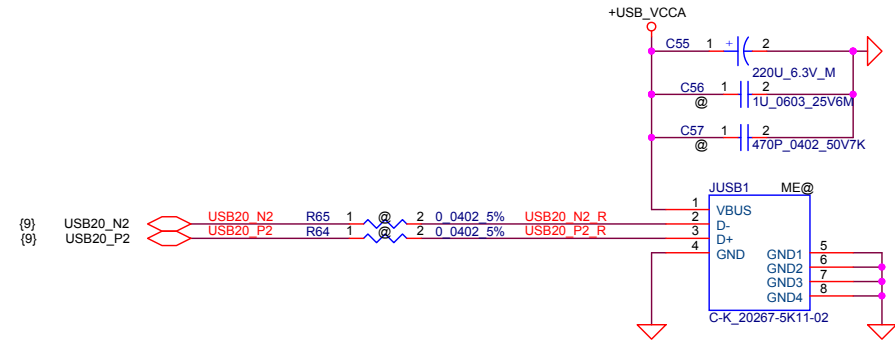 +USB_VCCA
C55 1 + 2
220U_6.3V_M
C56 1 2
@ 1U_0603_25V6M
C57 1 2
@ 470P_0402_50V7K
JUSB1 ME@
{9} USB20_N2 USB20_N2 R65 1 @ 2 0_0402_5% USB20_N2_R
{9} USB20_P2 USB20_P2 R64 1 @ 2 0_0402_5% USB20_P2_R
1 VBUS
2 D-
3 D+
4 GND
GND1 5
GND2 6
GND3 7
GND4 8
C-K_20267-5K11-02